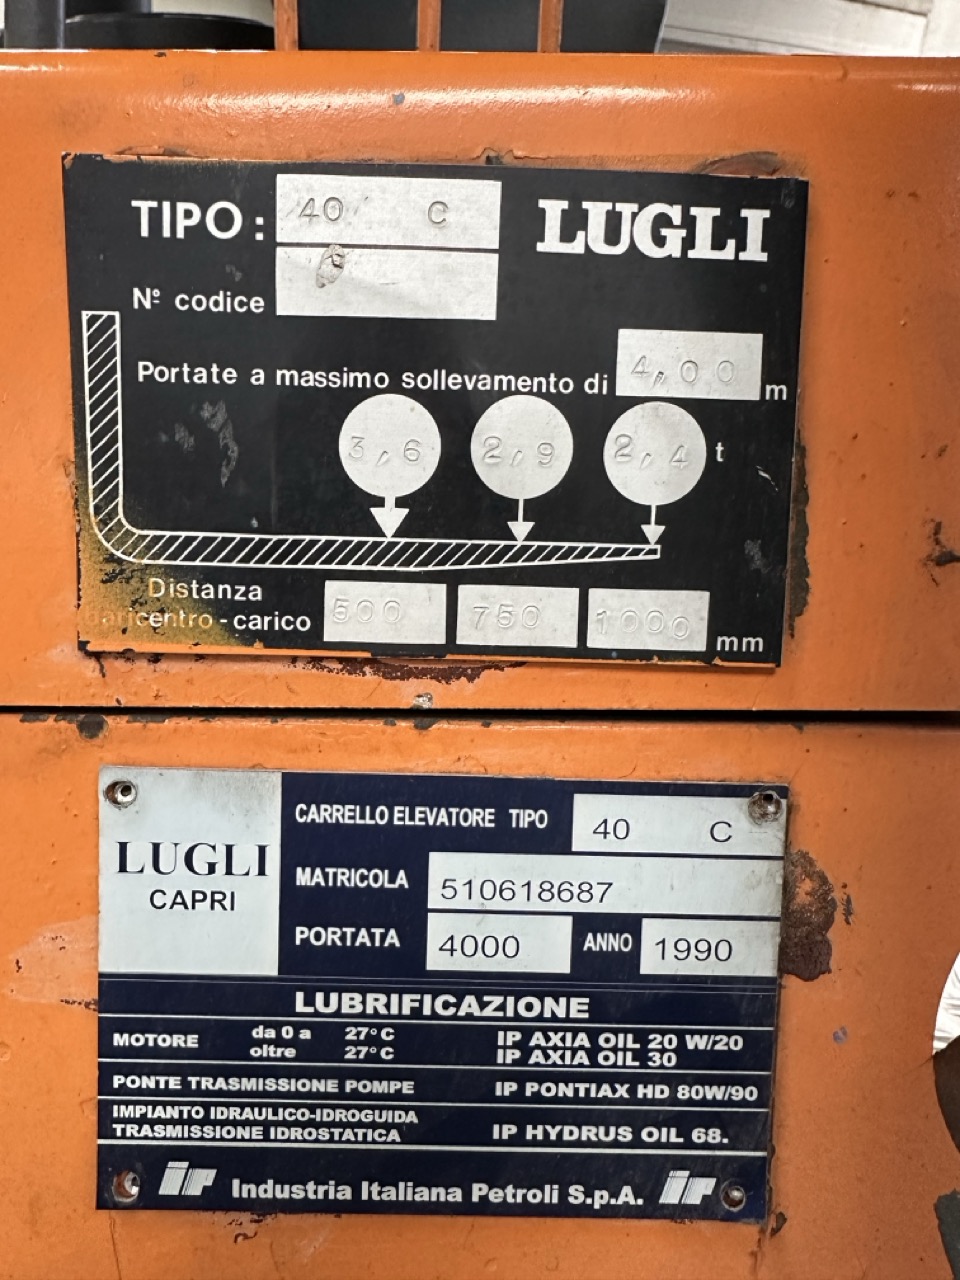 TIPO: 40 C LUGLI
Nº codice
Portate a massimo sollevamento di 4,00 m
3,6 2,9 2,4 t
Distanza
baricentro - carico 500 750 1000 mm
LUGLI
CAPRI
CARRELLO ELEVATORE TIPO 40 C
MATRICOLA 510618687
PORTATA 4000 ANNO 1990
LUBRIFICAZIONE
MOTORE da 0 a 27°C IP AXIA OIL 20 W/20
oltre 27°C IP AXIA OIL 30
PONTE TRASMISSIONE POMPE IP PONTIAX HD 80W/90
IMPIANTO IDRAULICO-IDROGUIDA
TRASMISSIONE IDROSTATICA IP HYDRUS OIL 68.
IP Industria Italiana Petroli S.p.A. IP